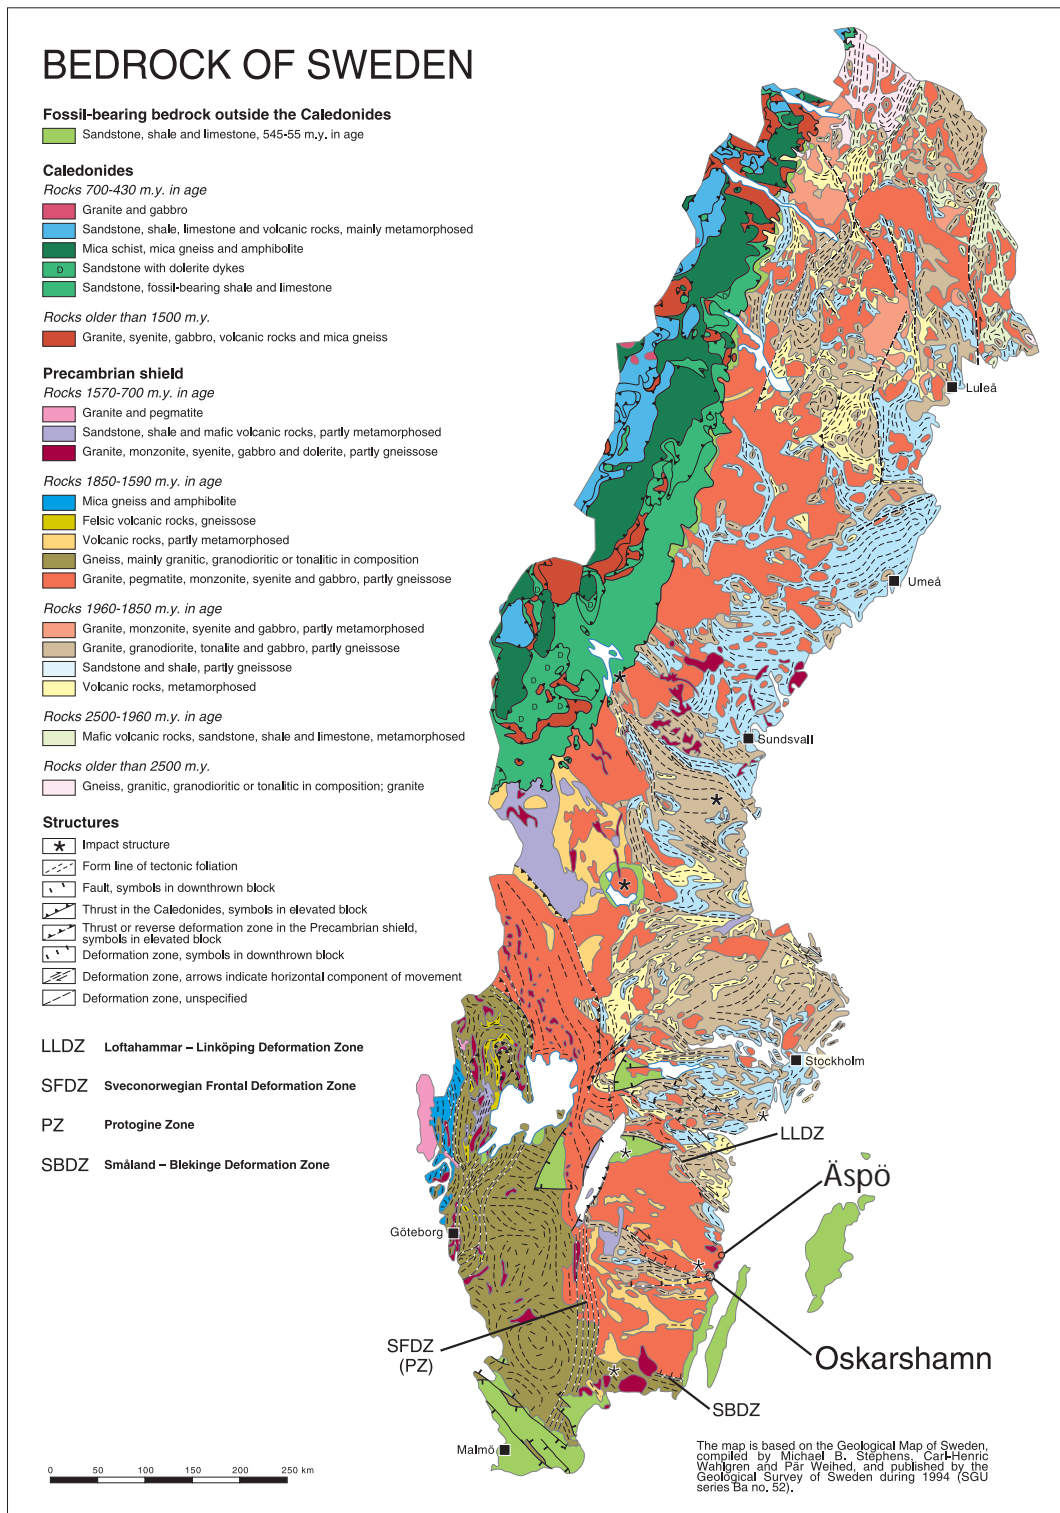 BEDROCK OF SWEDEN
Fossil-bearing bedrock outside the Caledonides
Sandstone, shale and limestone, 545-55 m.y. in age
Caledonides
Rocks 700-430 m.y. in age
Granite and gabbro
Sandstone, shale, limestone and volcanic rocks, mainly metamorphosed
Mica schist, mica gneiss and amphibolite
D Sandstone with dolerite dykes
Sandstone, fossil-bearing shale and limestone
Rocks older than 1500 m.y.
Granite, syenite, gabbro, volcanic rocks and mica gneiss
Precambrian shield
Rocks 1570-700 m.y. in age
Granite and pegmatite
Sandstone, shale and mafic volcanic rocks, partly metamorphosed
Granite, monzonite, syenite, gabbro and dolerite, partly gneissose
Rocks 1850-1590 m.y. in age
Mica gneiss and amphibolite
Felsic volcanic rocks, gneissose
Volcanic rocks, partly metamorphosed
Gneiss, mainly granitic, granodioritic or tonalitic in composition
Granite, pegmatite, monzonite, syenite and gabbro, partly gneissose
Rocks 1960-1850 m.y. in age
Granite, monzonite, syenite and gabbro, partly metamorphosed
Granite, granodiorite, tonalite and gabbro, partly gneissose
Sandstone and shale, partly gneissose
Volcanic rocks, metamorphosed
Rocks 2500-1960 m.y. in age
Mafic volcanic rocks, sandstone, shale and limestone, metamorphosed
Rocks older than 2500 m.y.
Gneiss, granitic, granodioritic or tonalitic in composition; granite
Structures
Impact structure
Form line of tectonic foliation
Fault, symbols in downthrown block
Thrust in the Caledonides, symbols in elevated block
Thrust or reverse deformation zone in the Precambrian shield,
symbols in elevated block
Deformation zone, symbols in downthrown block
Deformation zone, arrows indicate horizontal component of movement
Deformation zone, unspecified
LLDZ Loftahammar – Linköping Deformation Zone
SFDZ Sveconorwegian Frontal Deformation Zone
PZ Protogine Zone
SBDZ Småland – Blekinge Deformation Zone
Luleå
Umeå
D
D
D
D
D
D
D
D
D
D
Sundsvall
Stockholm
LLDZ
Äspö
Göteborg
SFDZ
(PZ)
Oskarshamn
SBDZ
Malmö
0 50 100 150 200 250 km
The map is based on the Geological Map of Sweden,
compiled by Michael B. Stephens, Carl-Henric
Wahlgren and Pär Weihed, and published by the
Geological Survey of Sweden during 1994 (SGU
series Ba no. 52).